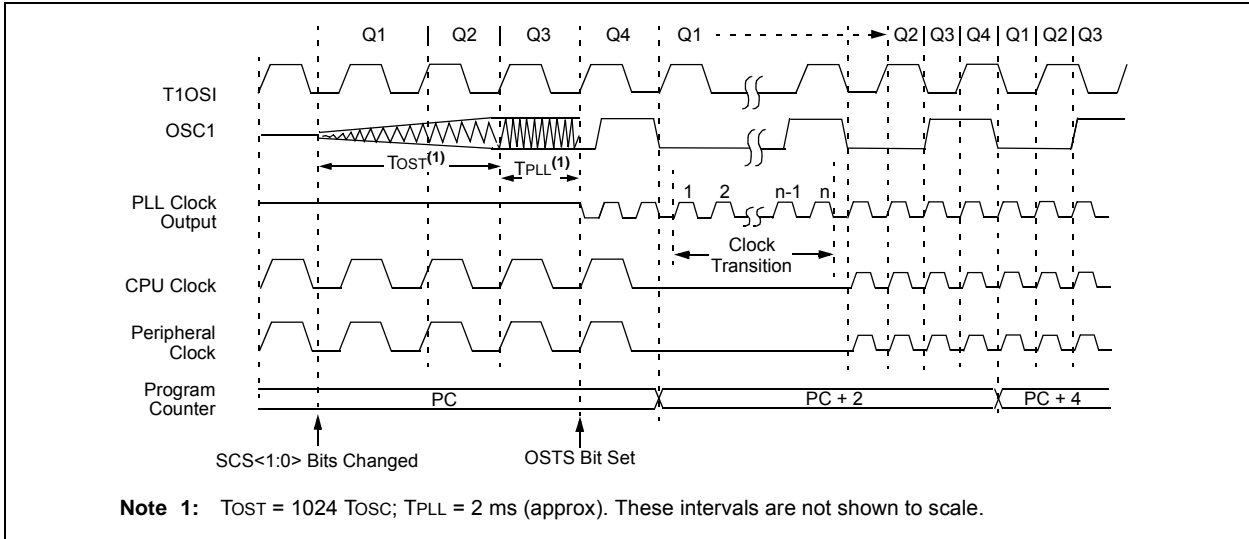 Q1 Q2 Q3 Q4 Q1 Q2 Q3 Q4 Q1 Q2 Q3
T1OSI
OSC1
TOST(1)
TPLL(1)
1 2 n-1 n
PLL Clock
Output
Clock
Transition
CPU Clock
Peripheral
Clock
Program
Counter
PC PC + 2 PC + 4
SCS<1:0> Bits Changed
OSTS Bit Set
Note 1: TOST = 1024 TOSC; TPLL = 2 ms (approx). These intervals are not shown to scale.